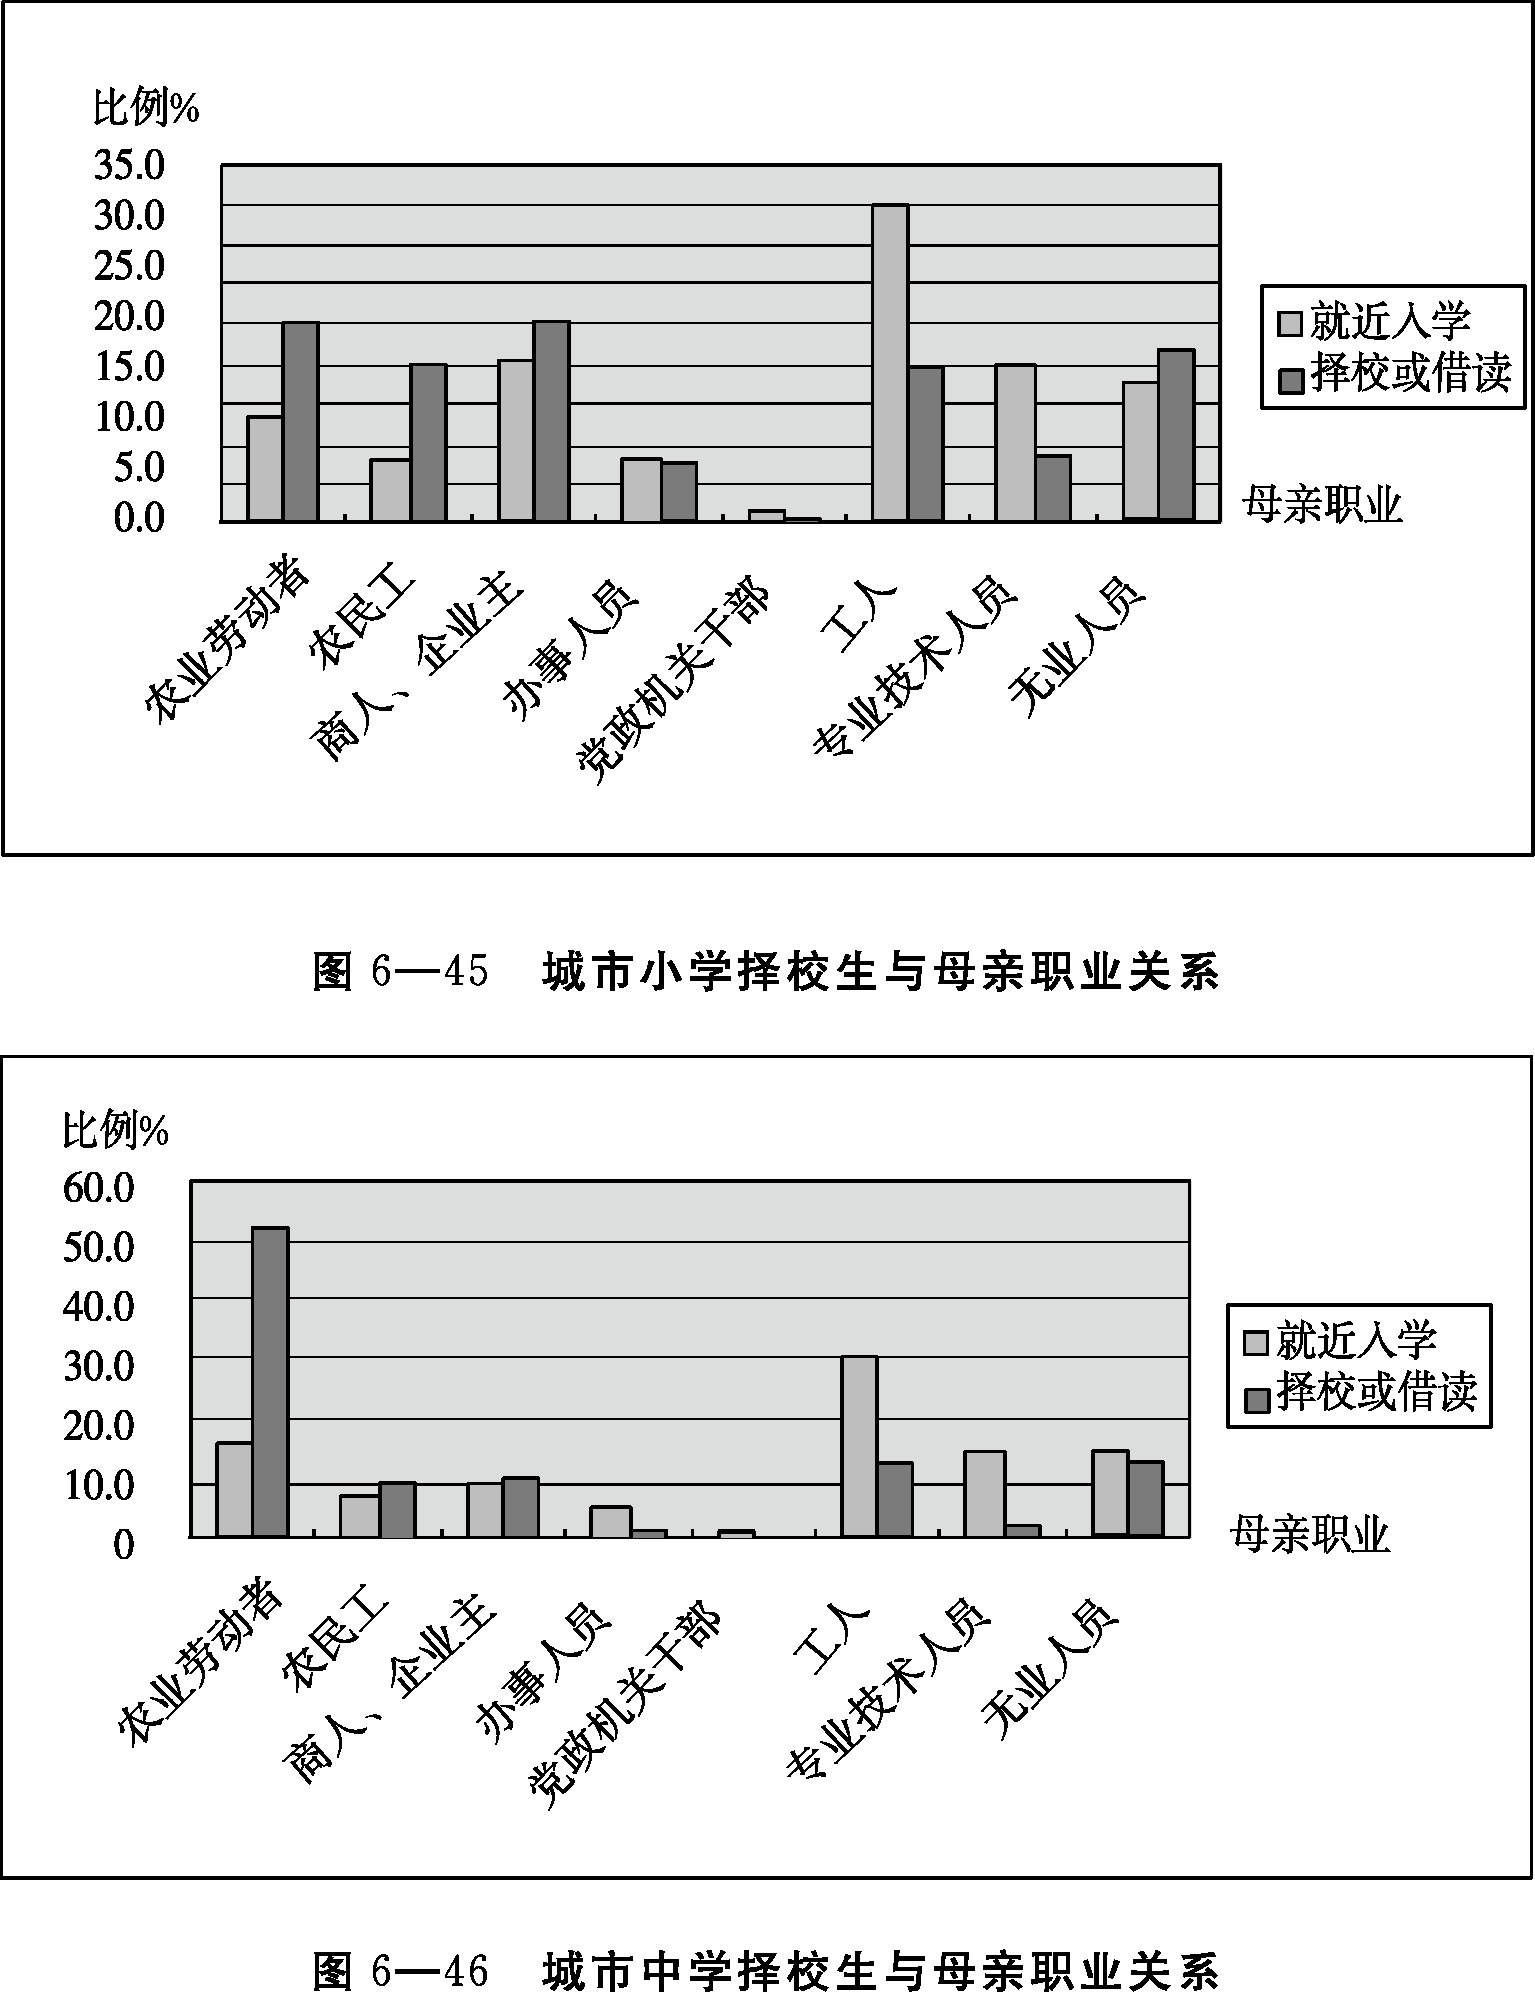 比例%
35.0
30.0
25.0
20.0
15.0
10.0
5.0
0.0
就近入学
择校或借读
母亲职业
农业劳动者
农民工
商人、企业主
办事人员
党政机关干部
工人
专业技术人员
无业人员
图 6—45 城市小学择校生与母亲职业关系
比例%
60.0
50.0
40.0
30.0
20.0
10.0
0
就近入学
择校或借读
母亲职业
农业劳动者
农民工
商人、企业主
办事人员
党政机关干部
工人
专业技术人员
无业人员
图 6—46 城市中学择校生与母亲职业关系